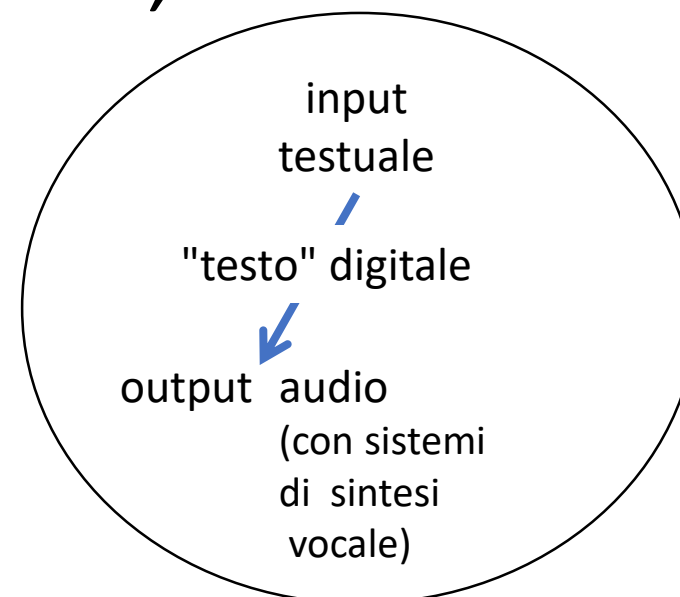 input
testuale
"testo" digitale
output audio
(con sistemi
di sintesi
vocale)